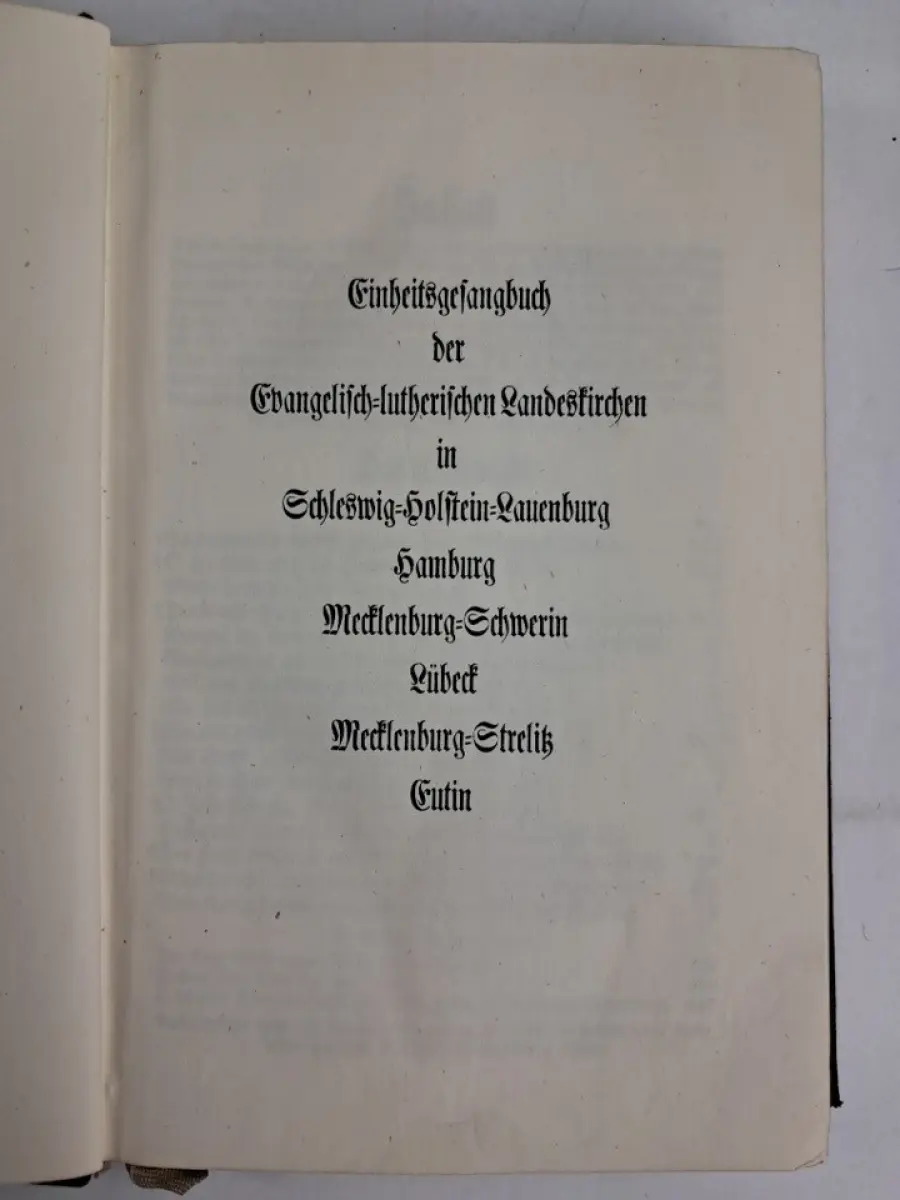 Einheitsgesangbuch
der
Evangelisch-lutherischen Landeskirchen
in
Schleswig-Holstein-Lauenburg
Hamburg
Mecklenburg-Schwerin
Lübeck
Mecklenburg-Strelitz
Eutin